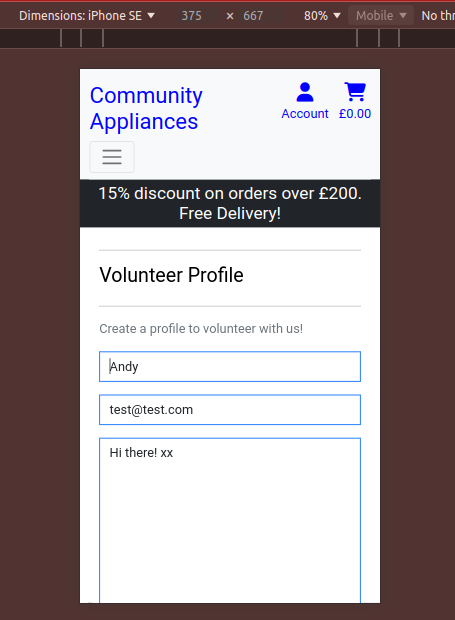 Dimensions: iPhone SE 375 × 667 80% Mobile No thr
Community
Appliances
Account £0.00
15% discount on orders over £200.
Free Delivery!
Volunteer Profile
Create a profile to volunteer with us!
Andy
test@test.com
Hi there! xx